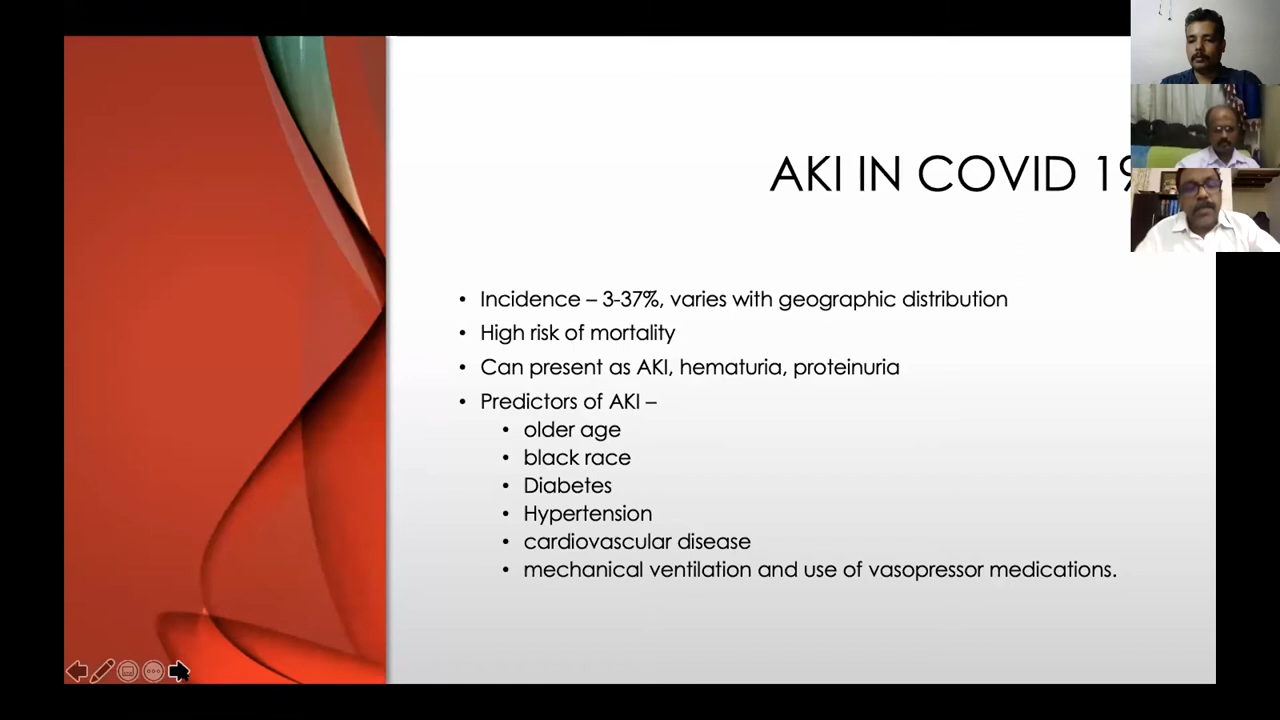 AKI IN COVID 19
• Incidence – 3-37%, varies with geographic distribution
• High risk of mortality
• Can present as AKI, hematuria, proteinuria
• Predictors of AKI –
• older age
• black race
• Diabetes
• Hypertension
• cardiovascular disease
• mechanical ventilation and use of vasopressor medications.